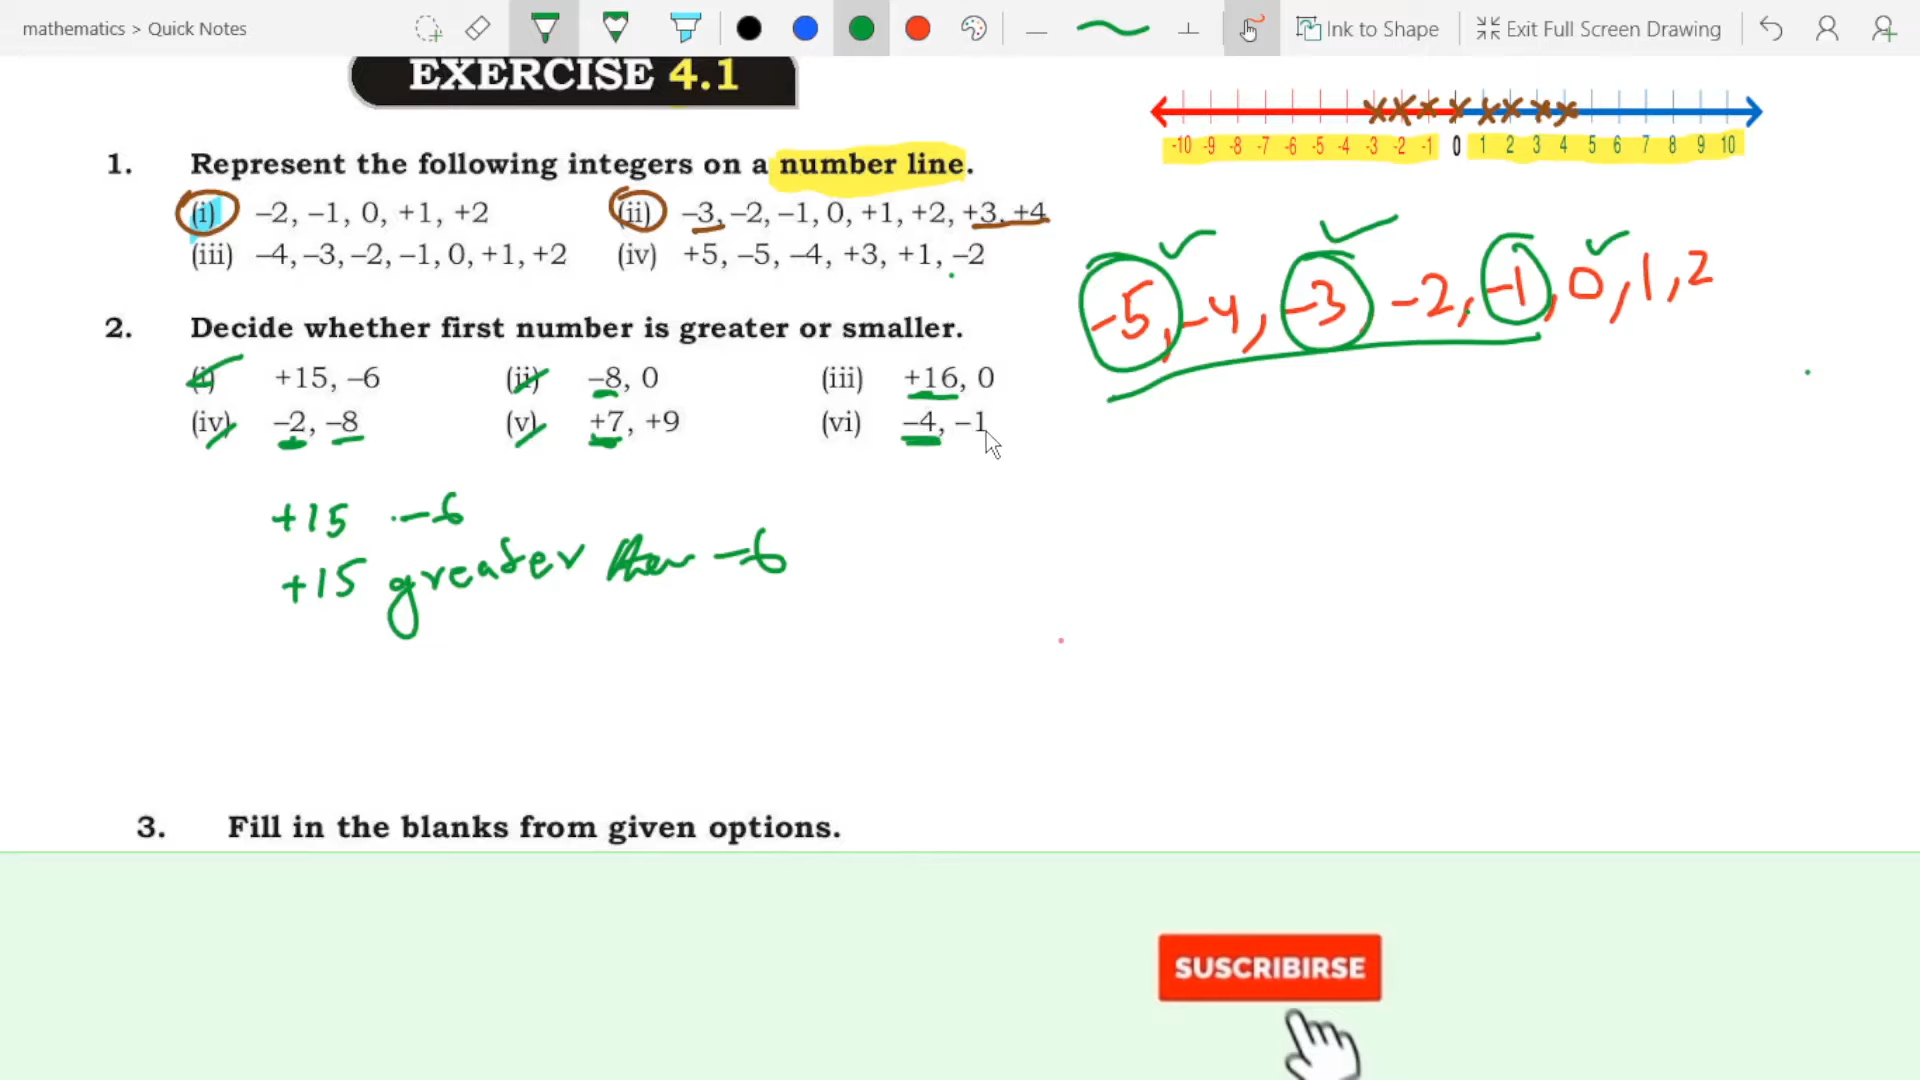 mathematics > Quick Notes
Ink to Shape
Exit Full Screen Drawing
EXERCISE 4.1
-10 -9 -8 -7 -6 -5 -4 -3 -2 -1 0 1 2 3 4 5 6 7 8 9 10
1. Represent the following integers on a number line.
(i) –2, –1, 0, +1, +2 (ii) –3, –2, –1, 0, +1, +2, +3, +4
(iii) –4, –3, –2, –1, 0, +1, +2 (iv) +5, –5, –4, +3, +1, –2
-5, -4, -3, -2, -1, 0, 1, 2
2. Decide whether first number is greater or smaller.
(i) +15, –6 (ii) –8, 0 (iii) +16, 0
(iv) –2, –8 (v) +7, +9 (vi) –4, –1
+15 -6
+15 greater -6
3. Fill in the blanks from given options.
SUSCRIBIRSE